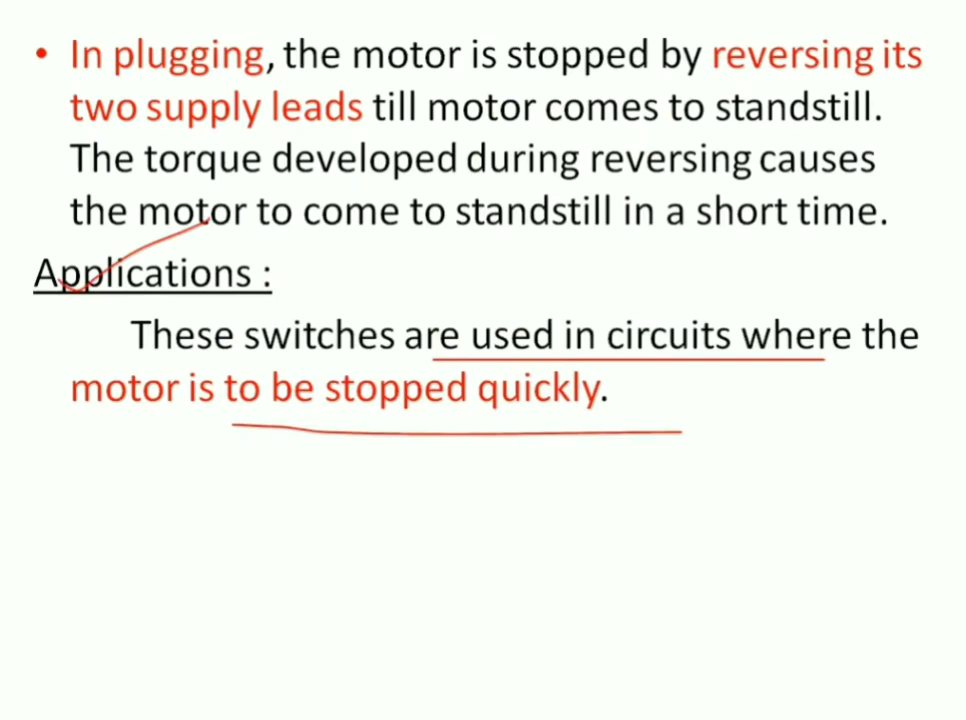 • In plugging, the motor is stopped by reversing its
two supply leads till motor comes to standstill.
The torque developed during reversing causes
the motor to come to standstill in a short time.
Applications :
These switches are used in circuits where the
motor is to be stopped quickly.